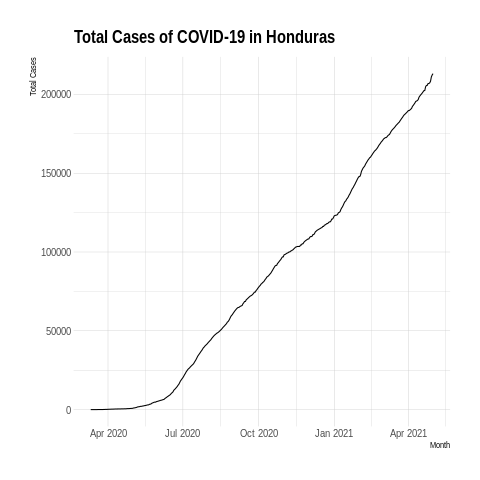 Total Cases of COVID-19 in Honduras
Total Cases
200000
150000
100000
50000
0
Apr 2020 Jul 2020 Oct 2020 Jan 2021 Apr 2021
Month